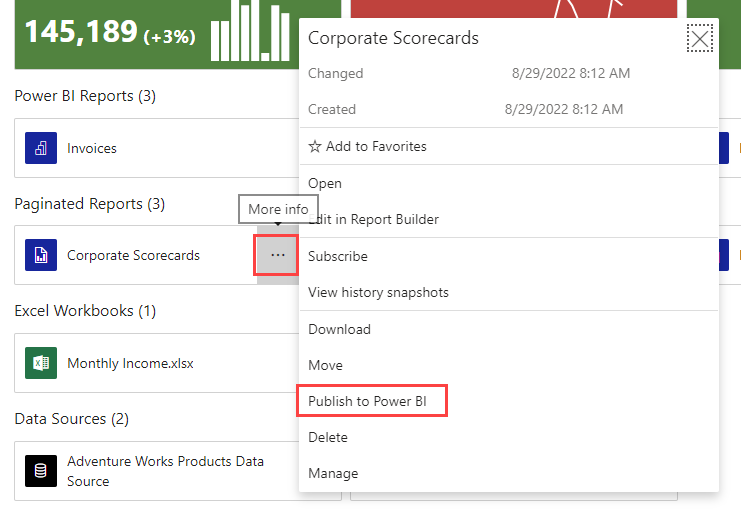 145,189 (+3%)
Power BI Reports (3)
Invoices
Paginated Reports (3)
More info
Corporate Scorecards
...
Excel Workbooks (1)
Monthly Income.xlsx
Data Sources (2)
Adventure Works Products Data
Source
Corporate Scorecards
Changed 8/29/2022 8:12 AM
Created 8/29/2022 8:12 AM
Add to Favorites
Open
Edit in Report Builder
Subscribe
View history snapshots
Download
Move
Publish to Power BI
Delete
Manage